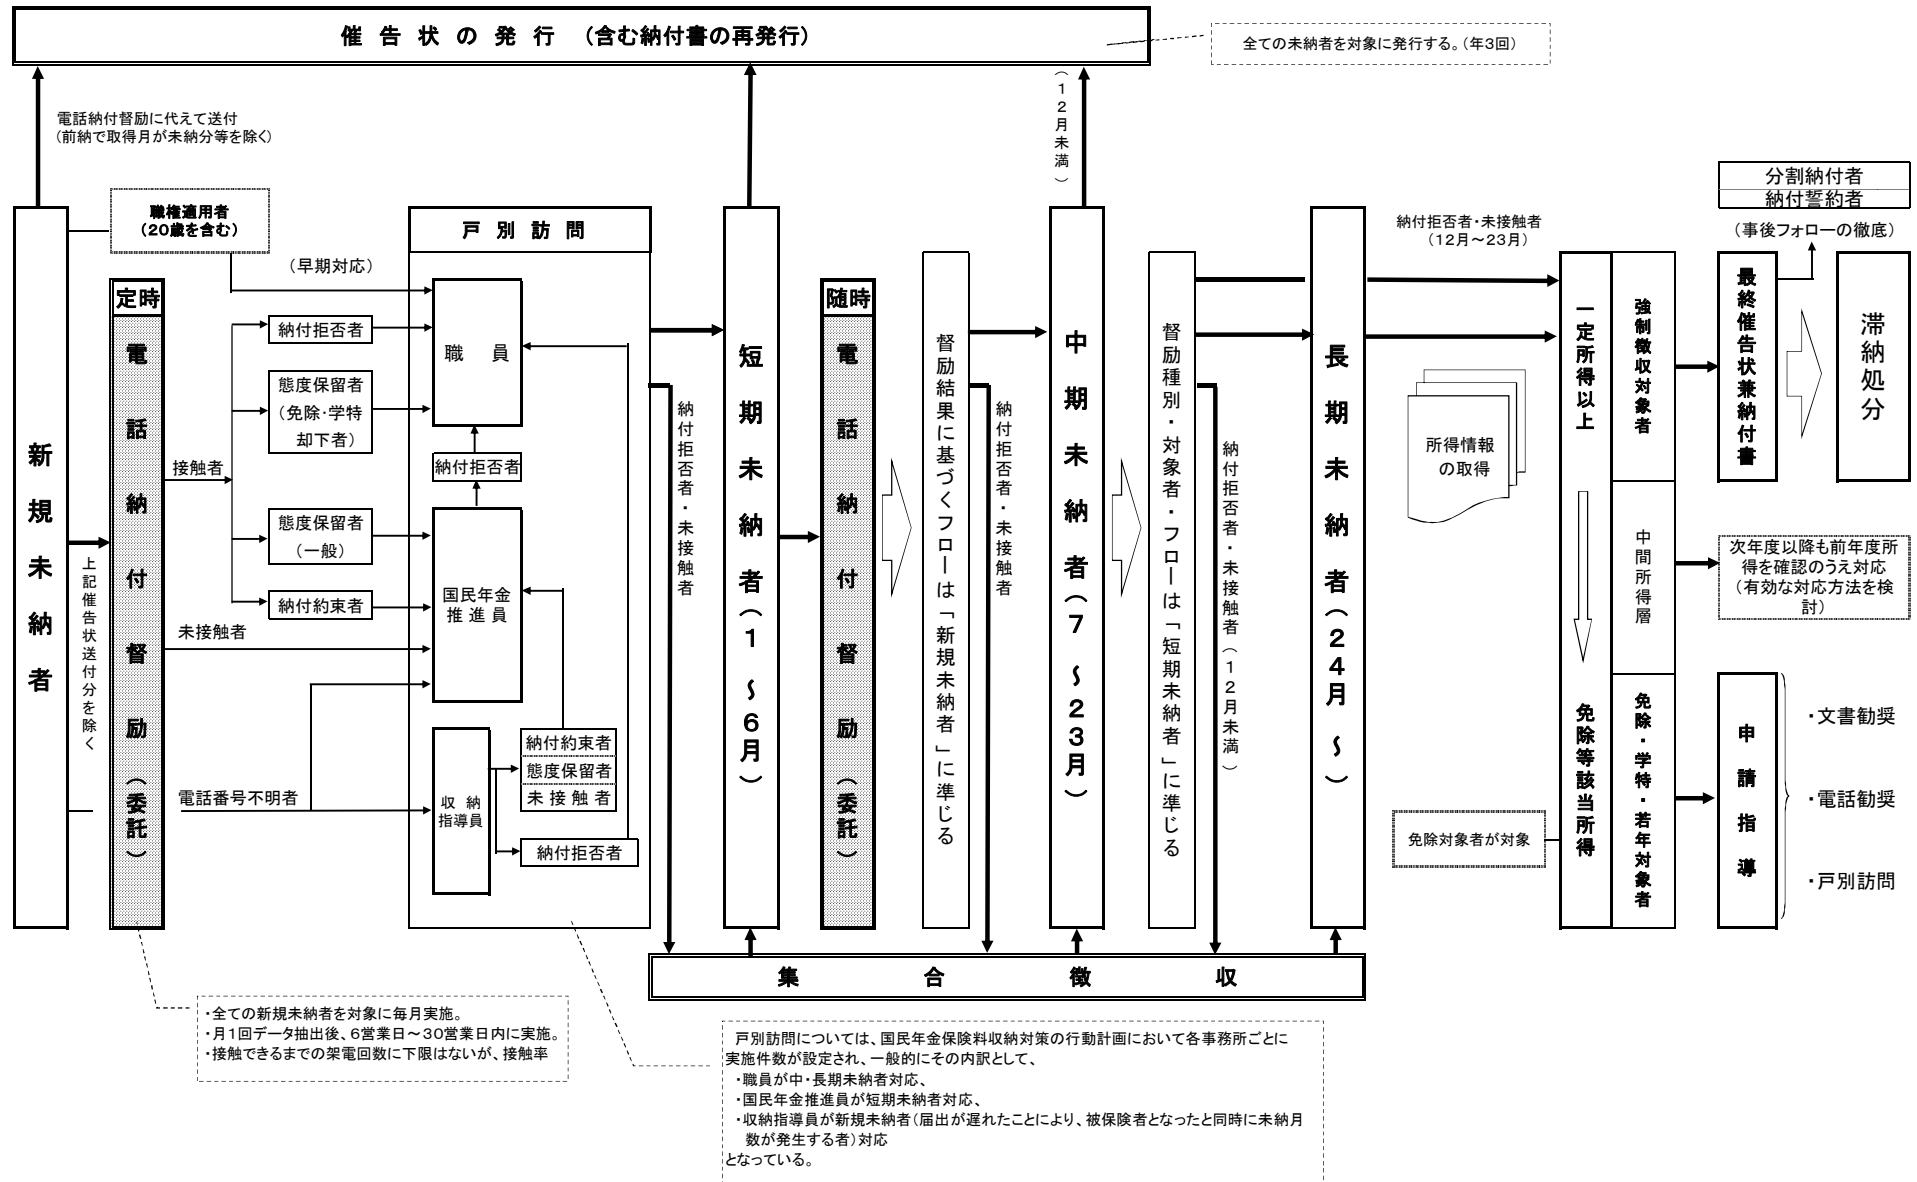 催 告 状 の 発 行 （含む納付書の再発行）
全ての未納者を対象に発行する。（年３回）
電話納付督励に代えて送付
（前納で取得月が未納分等を除く）
（１２月未満）
新規未納者
上記催告状送付分を除く
職権適用者
（２０歳を含む）
定時
電話納付督励（委託）
（早期対応）
接触者
納付拒否者
態度保留者
（免除・学特
却下者）
態度保留者
（一般）
納付約束者
未接触者
電話番号不明者
戸 別 訪 問
職 員
納付拒否者
国民年金
推進員
収 納
指導員
納付約束者
態度保留者
未 接 触 者
納付拒否者
納付拒否者・未接触者
短期未納者（１～６月）
随時
電話納付督励（委託）
督励結果に基づくフローは「新規未納者」に準じる
納付拒否者・未接触者
中期未納者（７～２３月）
督励種別・対象者・フローは「短期未納者」に準じる
納付拒否者・未接触者（１２月未満）
長期未納者（２４月～）
納付拒否者・未接触者
（１２月～２３月）
所得情報
の取得
免除対象者が対象
一定所得以上
免除等該当所得
強制徴収対象者
中間所得層
免除・学特・若年対象者
分割納付者
納付誓約者
（事後フォローの徹底）
最終催告状兼納付書
滞納処分
次年度以降も前年度所
得を確認のうえ対応
（有効な対応方法を検
討）
申請指導
・文書勧奨
・電話勧奨
・戸別訪問
集 合 徴 収
・全ての新規未納者を対象に毎月実施。
・月１回データ抽出後、６営業日～３０営業日内に実施。
・接触できるまでの架電回数に下限はないが、接触率
戸別訪問については、国民年金保険料収納対策の行動計画において各事務所ごとに
実施件数が設定され、一般的にその内訳として、
・職員が中・長期未納者対応、
・国民年金推進員が短期未納者対応、
・収納指導員が新規未納者（届出が遅れたことにより、被保険者となったと同時に未納月
数が発生する者）対応
となっている。